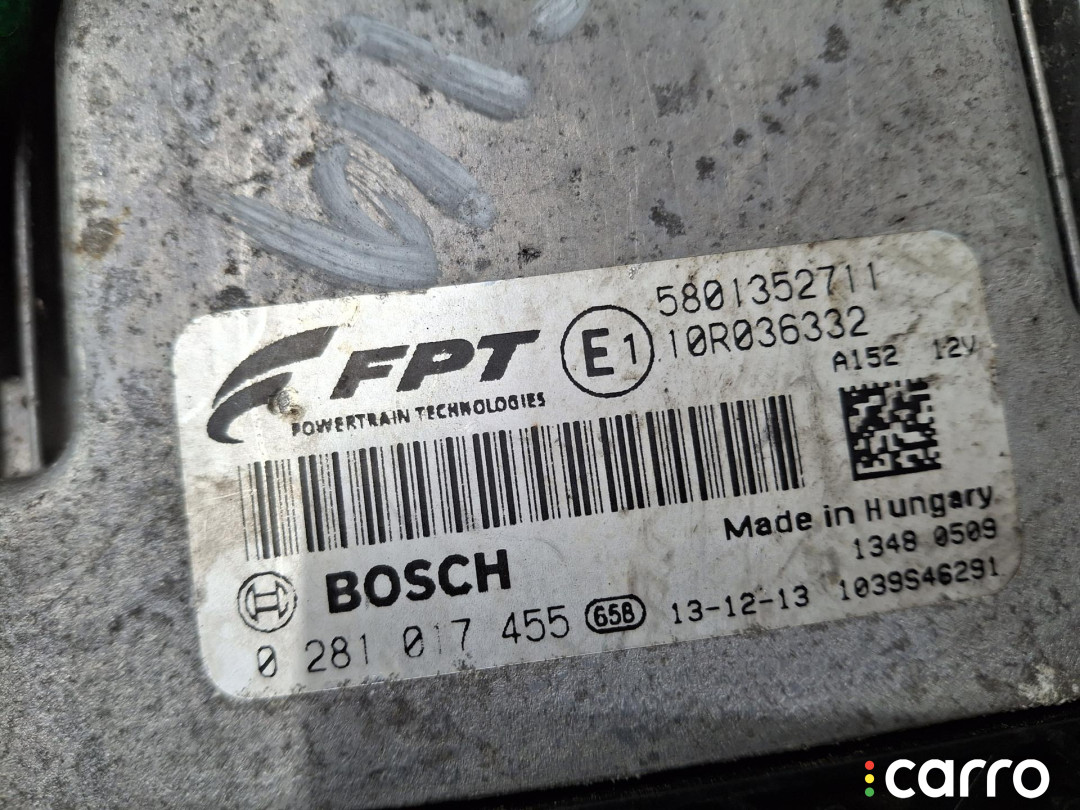 5801352711
FPT
E1
10R036332
A152 12V
POWERTRAIN TECHNOLOGIES
Made in Hungary
1348 0509
BOSCH
0 281 017 455 658 13-12-13 1039S46291
carro